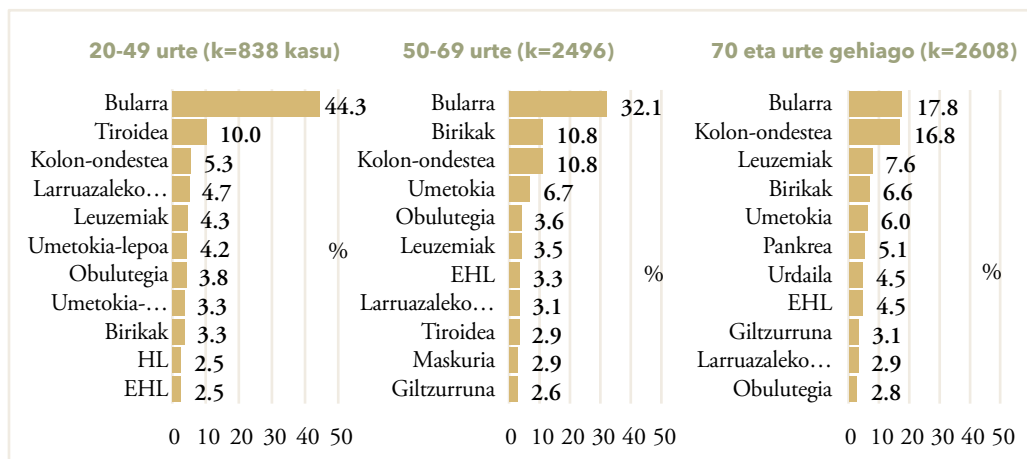 20-49 urte (k=838 kasu)
Bularra 44.3
Tiroidea 10.0
Kolon-ondestea 5.3
Larruazaleko… 4.7
Leuzemiak 4.3
Umetokia-lepoa 4.2
Obulutegia 3.8
Umetokia-… 3.3
Birikak 3.3
HL 2.5
EHL 2.5
%
0 10 20 30 40 50
50-69 urte (k=2496)
Bularra 32.1
Birikak 10.8
Kolon-ondestea 10.8
Umetokia 6.7
Obulutegia 3.6
Leuzemiak 3.5
EHL 3.3
Larruazaleko… 3.1
Tiroidea 2.9
Maskuria 2.9
Giltzurruna 2.6
%
0 10 20 30 40 50
70 eta urte gehiago (k=2608)
Bularra 17.8
Kolon-ondestea 16.8
Leuzemiak 7.6
Birikak 6.6
Umetokia 6.0
Pankrea 5.1
Urdaila 4.5
EHL 4.5
Giltzurruna 3.1
Larruazaleko… 2.9
Obulutegia 2.8
%
0 10 20 30 40 50